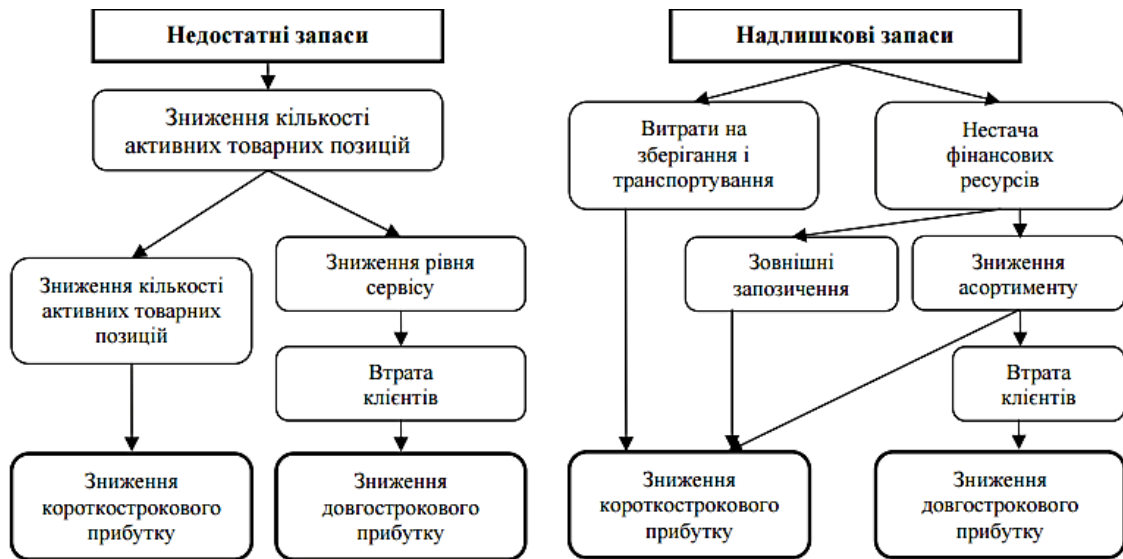 Недостатні запаси
Зниження кількості
активних товарних позицій
Зниження кількості
активних товарних
позицій
Зниження рівня
сервісу
Втрата
клієнтів
Зниження
короткострокового
прибутку
Зниження
довгострокового
прибутку
Надлишкові запаси
Витрати на
зберігання і
транспортування
Нестача
фінансових
ресурсів
Зовнішні
запозичення
Зниження
асортименту
Втрата
клієнтів
Зниження
короткострокового
прибутку
Зниження
довгострокового
прибутку